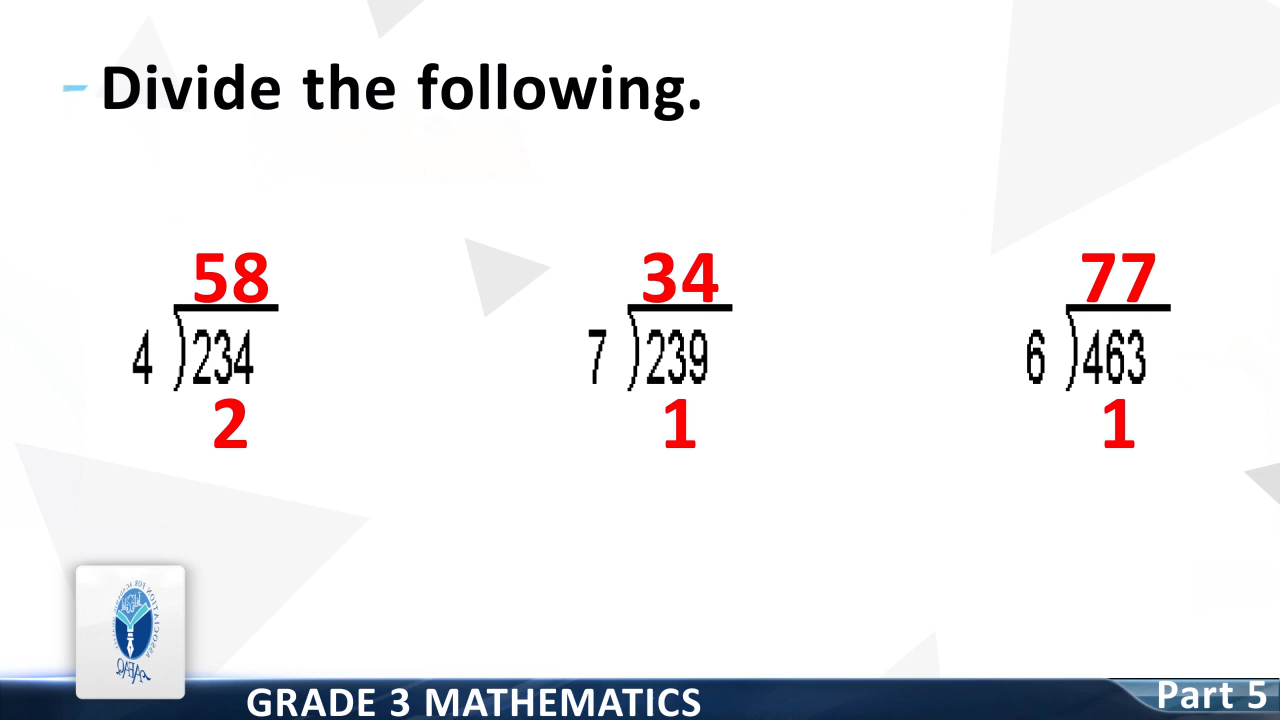 - Divide the following.
58 34 77
4 )234 7 )239 6 )463
2 1 1
GRADE 3 MATHEMATICS
Part 5